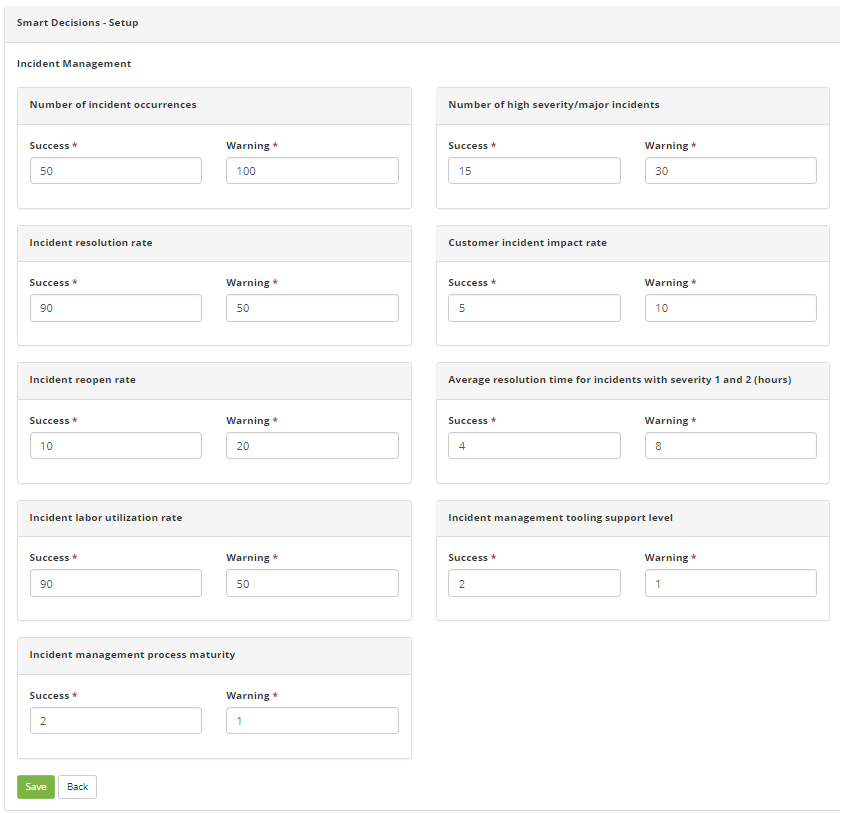 Smart Decisions - Setup
Incident Management
Number of incident occurrences
Success * Warning *
50 100
Number of high severity/major incidents
Success * Warning *
15 30
Incident resolution rate
Success * Warning *
90 50
Customer incident impact rate
Success * Warning *
5 10
Incident reopen rate
Success * Warning *
10 20
Average resolution time for incidents with severity 1 and 2 (hours)
Success * Warning *
4 8
Incident labor utilization rate
Success * Warning *
90 50
Incident management tooling support level
Success * Warning *
2 1
Incident management process maturity
Success * Warning *
2 1
Save Back